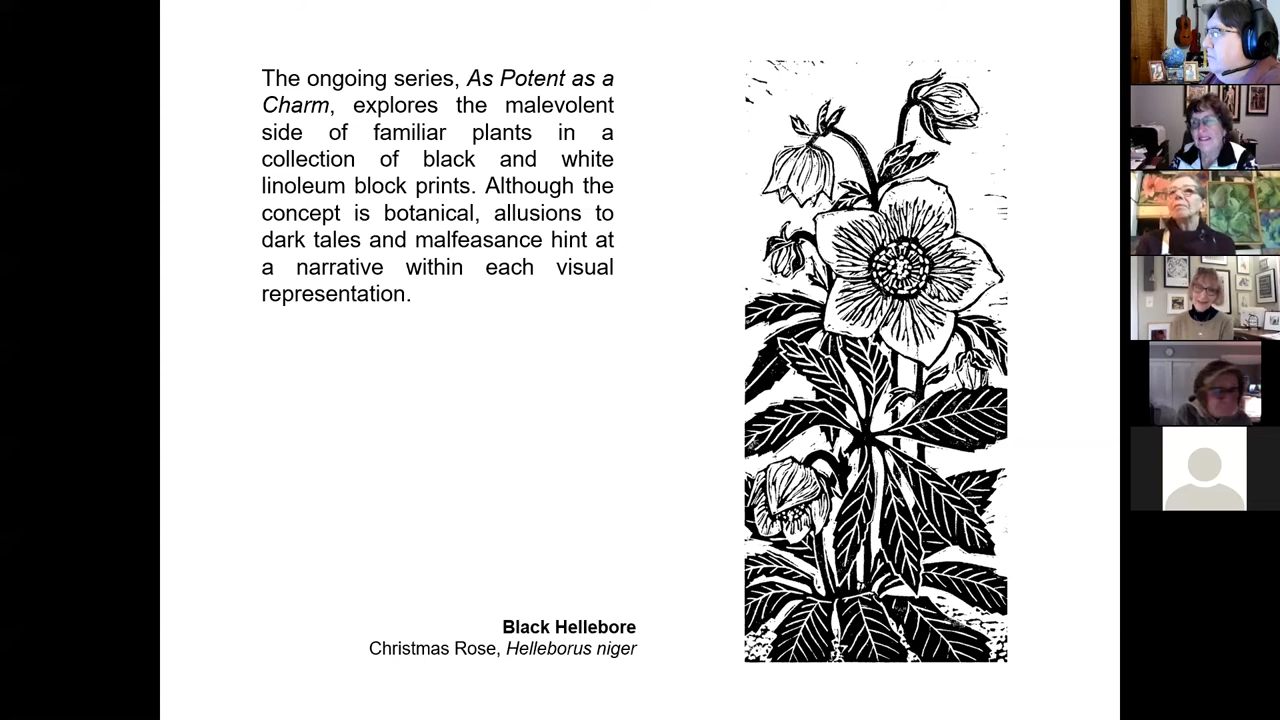 The ongoing series, As Potent as a
Charm, explores the malevolent
side of familiar plants in a
collection of black and white
linoleum block prints. Although the
concept is botanical, allusions to
dark tales and malfeasance hint at
a narrative within each visual
representation.
Black Hellebore
Christmas Rose, Helleborus niger